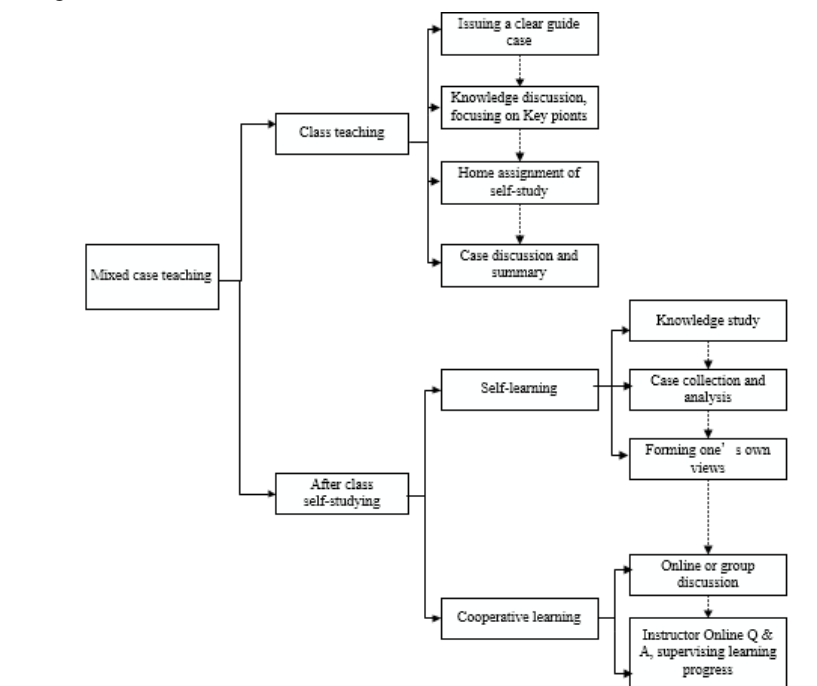 Issuing a clear guide
case
Knowledge discussion,
focusing on Key pionts
Class teaching
Home assignment of
self-study
Case discussion and
summary
Mixed case teaching
Knowledge study
Self-learning
Case collection and
analysis
Forming one’s own
views
After class
self-studying
Online or group
discussion
Cooperative learning
Instructor Online Q &
A, supervising learning
progress